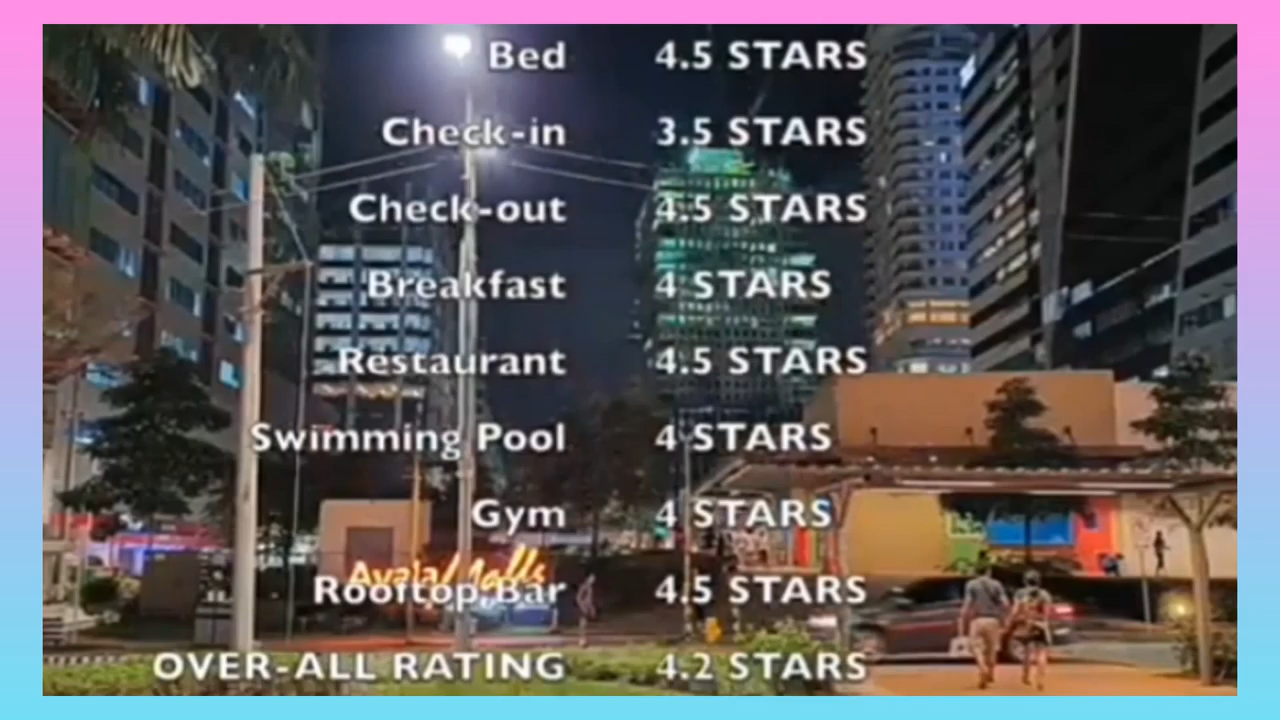 Bed 4.5 STARS
Check-in 3.5 STARS
Check-out 4.5 STARS
Breakfast 4 STARS
Restaurant 4.5 STARS
Swimming Pool 4 STARS
Gym 4 STARS
Ayala Malls
Rooftop Bar 4.5 STARS
OVER-ALL RATING 4.2 STARS